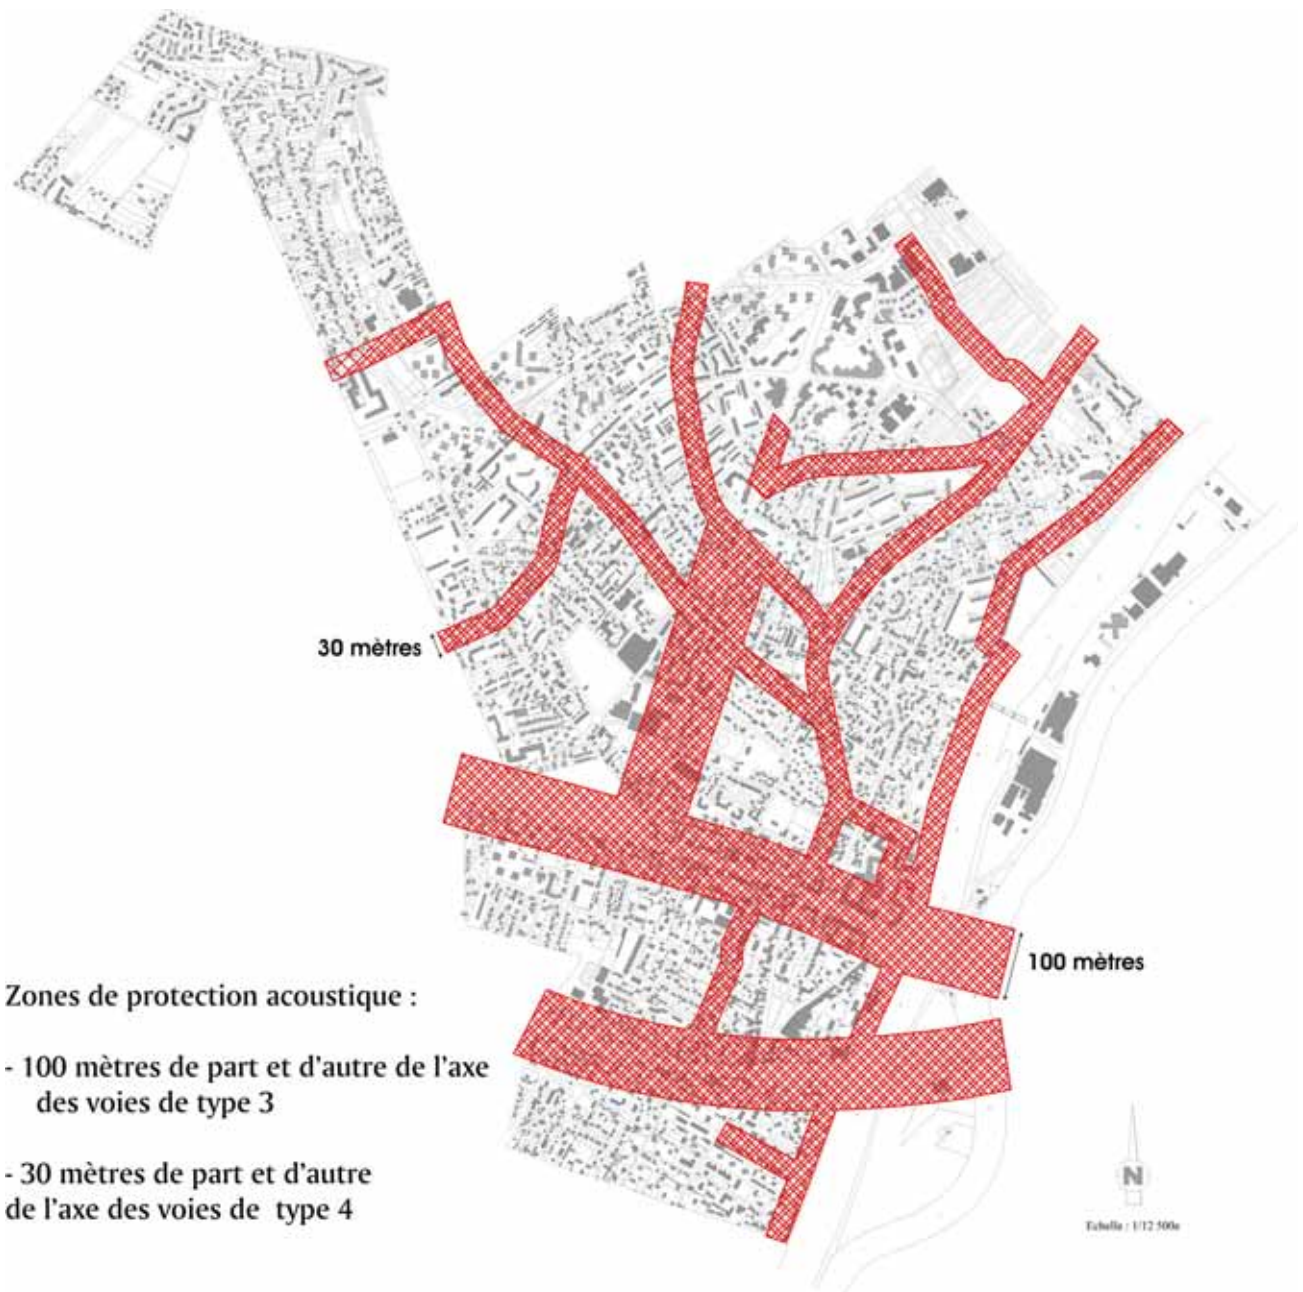 30 mètres
100 mètres
Zones de protection acoustique :
- 100 mètres de part et d'autre de l'axe
des voies de type 3
- 30 mètres de part et d'autre
de l'axe des voies de type 4
N
Echelle : 1/12 500e